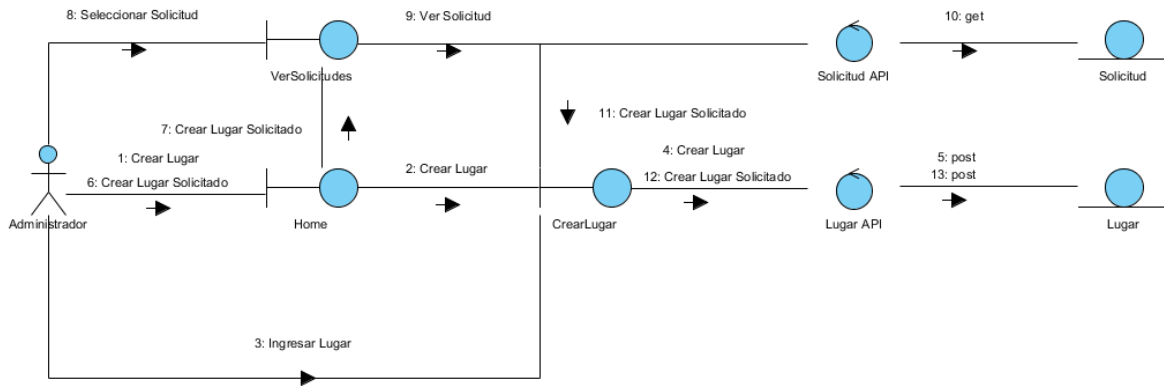 8: Seleccionar Solicitud
9: Ver Solicitud
10: get
VerSolicitudes
Solicitud API
Solicitud
7: Crear Lugar Solicitado
11: Crear Lugar Solicitado
1: Crear Lugar
6: Crear Lugar Solicitado
2: Crear Lugar
4: Crear Lugar
12: Crear Lugar Solicitado
5: post
13: post
Administrador
Home
CrearLugar
Lugar API
Lugar
3: Ingresar Lugar